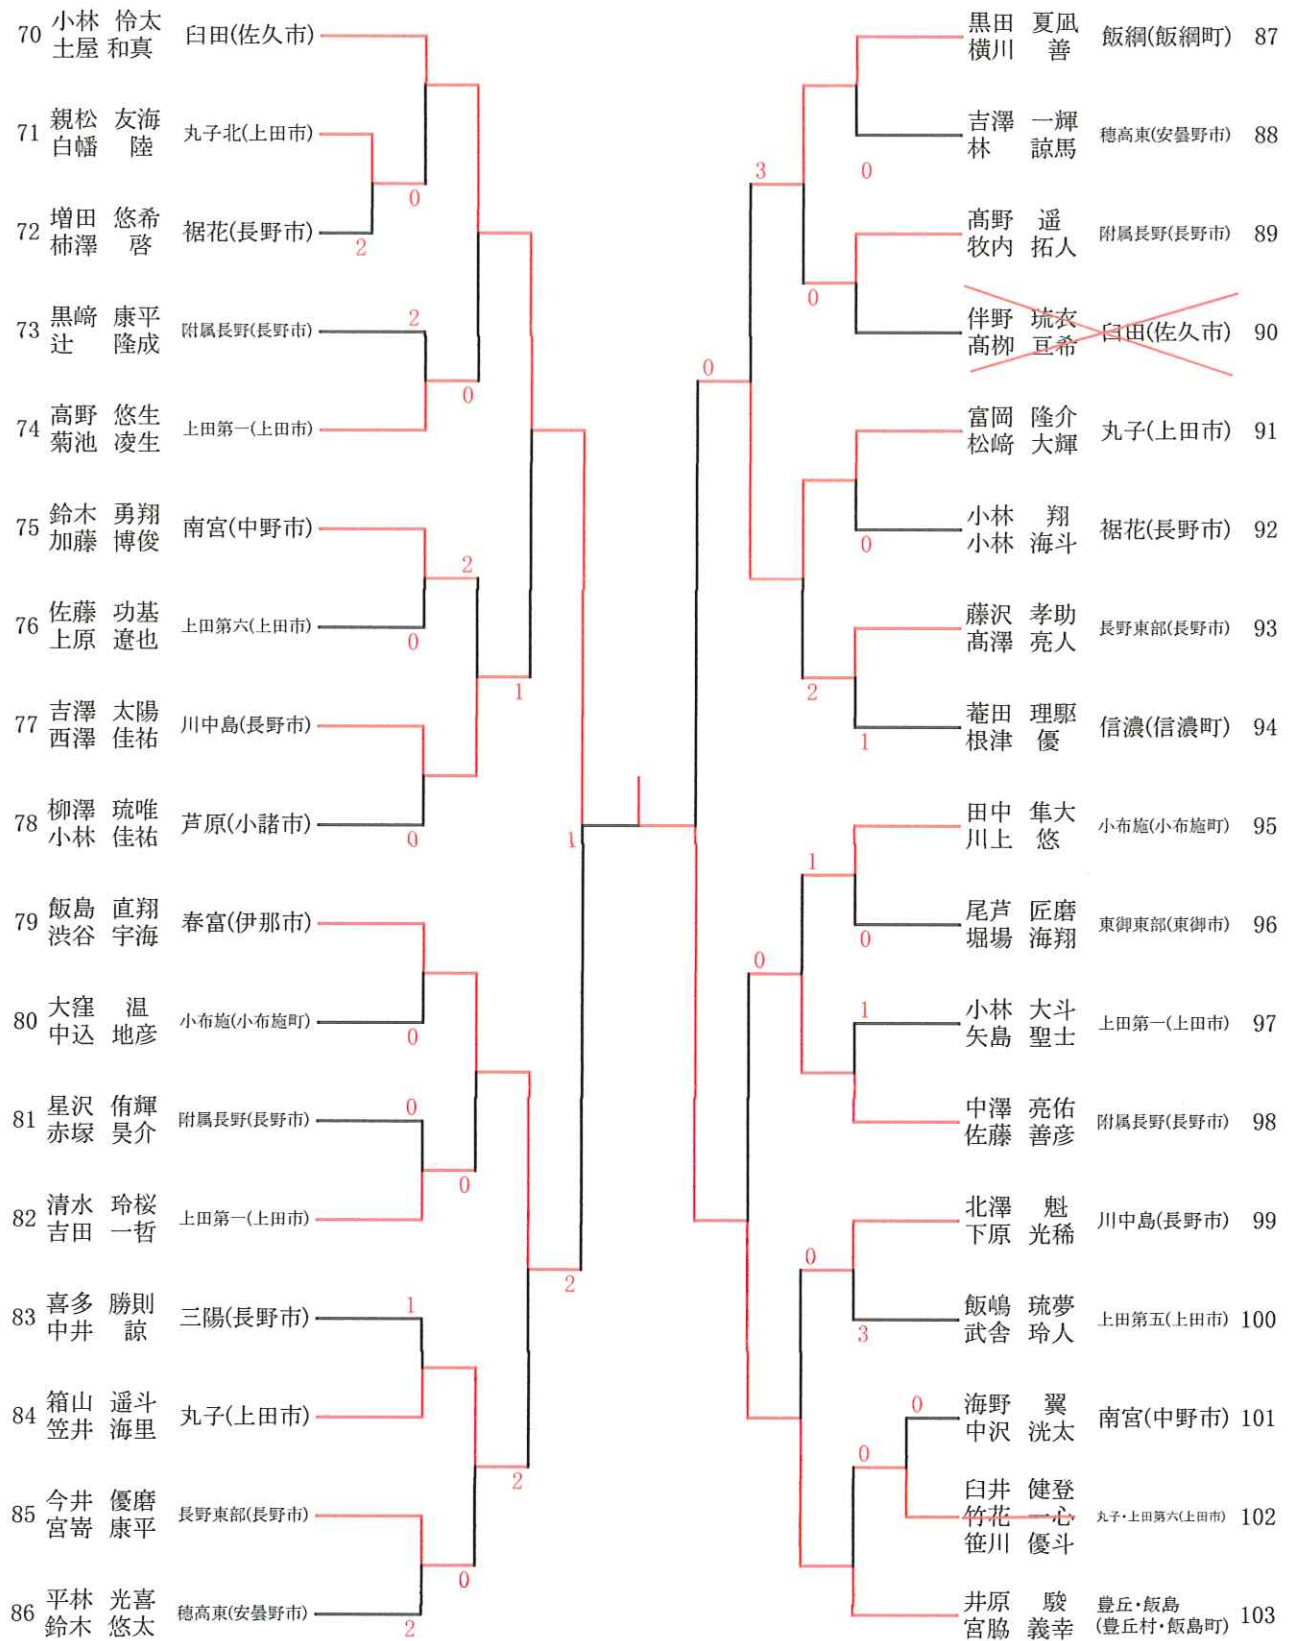 70 小林 怜太 臼田(佐久市)
土屋 和真
71 親松 友海 丸子北(上田市)
白幡 陸
0
72 増田 悠希 裾花(長野市)
柿澤 啓
2
73 黒﨑 康平 附属長野(長野市) 2
辻 隆成
0
74 高野 悠生 上田第一(上田市)
菊池 凌生
75 鈴木 勇翔 南宮(中野市)
加藤 博俊
2
76 佐藤 功基 上田第六(上田市)
上原 遼也
0
1
77 吉澤 太陽 川中島(長野市)
西澤 佳祐
78 柳澤 琉唯 芦原(小諸市)
小林 佳祐
0
1
79 飯島 直翔 春富(伊那市)
渋谷 宇海
80 大窪 温 小布施(小布施町)
中込 地彦
0
81 星沢 侑輝 附属長野(長野市) 0
赤塚 昊介
0
82 清水 玲桜 上田第一(上田市)
吉田 一哲
2
83 喜多 勝則 三陽(長野市) 1
中井 諒
84 箱山 遥斗 丸子(上田市)
笠井 海里
2
85 今井 優磨 長野東部(長野市)
宮嵜 康平
0
86 平林 光喜 穂高東(安曇野市)
鈴木 悠太
2
黒田 夏凪 飯綱(飯綱町) 87
横川 善
吉澤 一輝 穂高東(安曇野市) 88
林 諒馬
3
0
髙野 遥 附属長野(長野市) 89
牧内 拓人
0
伴野 琉衣 臼田(佐久市) 90
髙栁 亘希
0
富岡 隆介 丸子(上田市) 91
松﨑 大輝
小林 翔 裾花(長野市) 92
小林 海斗
0
藤沢 孝助 長野東部(長野市) 93
髙澤 亮人
2
菴田 理駆 信濃(信濃町) 94
根津 優
1
田中 隼大 小布施(小布施町) 95
川上 悠
1
尾芦 匠磨 東御東部(東御市) 96
堀場 海翔
0
0
小林 大斗 上田第一(上田市) 97
矢島 聖士
1
中澤 亮佑 附属長野(長野市) 98
佐藤 善彦
北澤 魁 川中島(長野市) 99
下原 光稀
0
飯嶋 琉夢 上田第五(上田市) 100
武舎 玲人
3
海野 翼 南宮(中野市) 101
中沢 洸太
0
0
臼井 健登
竹花 一心 丸子・上田第六(上田市) 102
笹川 優斗
井原 駿 豊丘・飯島 103
宮脇 義幸 (豊丘村・飯島町)